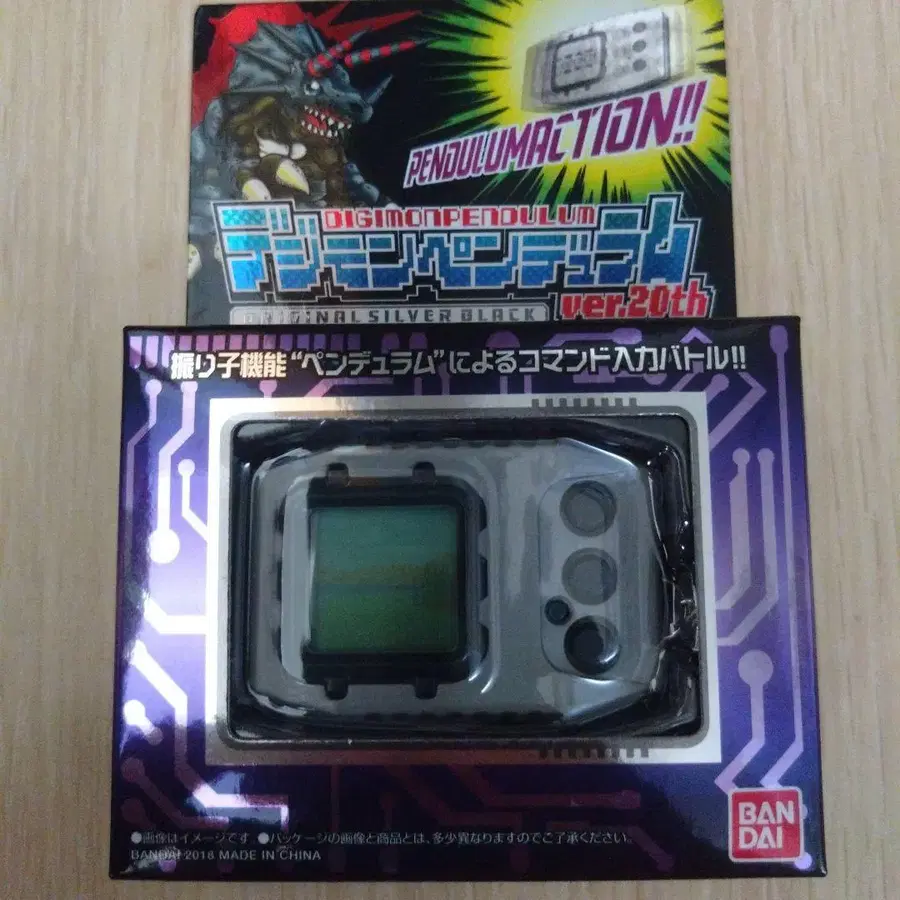 PENDULUMACTION!!
DIGIMONPENDULUM
デジモンペンデュラム
ver.20th
ORIGINAL SILVER BLACK
振り子機能“ペンデュラム”によるコマンド入力バトル!!
●画像はイメージです。 ●パッケージの画像と商品とは、多少異なりますのでご了承ください。
BANDAI 2018 MADE IN CHINA
BAN
DAI